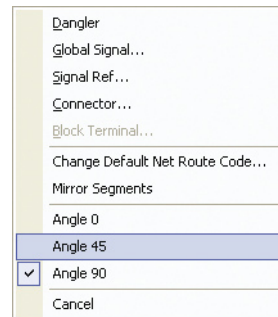 Dangler
Global Signal...
Signal Ref...
Connector...
Block Terminal...
Change Default Net Route Code...
Mirror Segments
Angle 0
Angle 45
Angle 90
Cancel